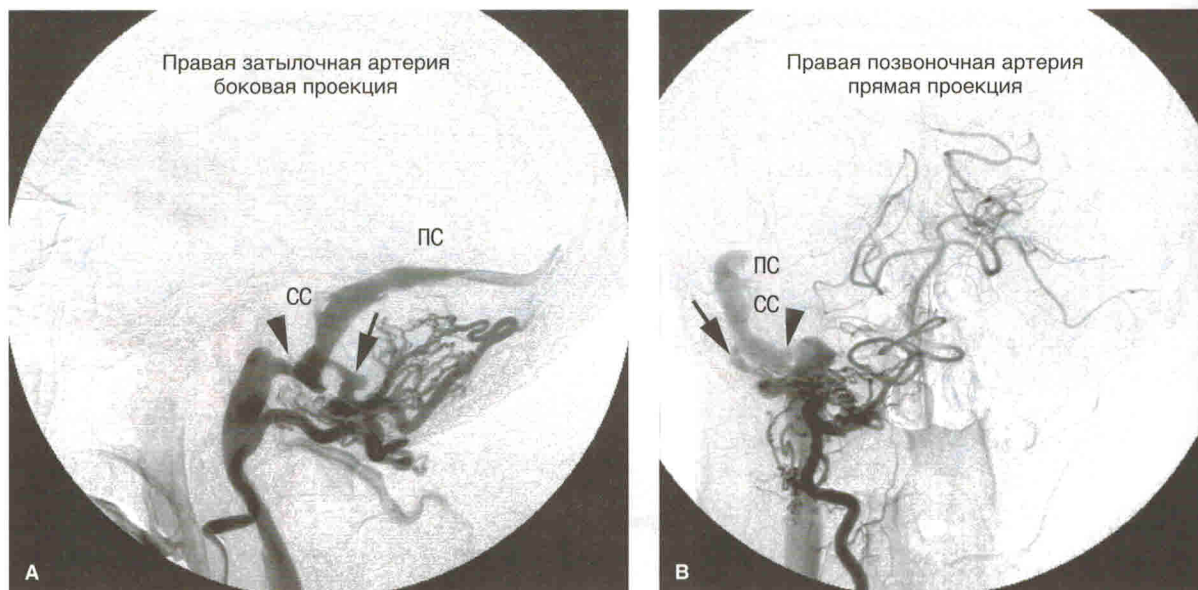 Правая затылочная артерия
боковая проекция
ПС
СС
А
Правая позвоночная артерия
прямая проекция
ПС
СС
В